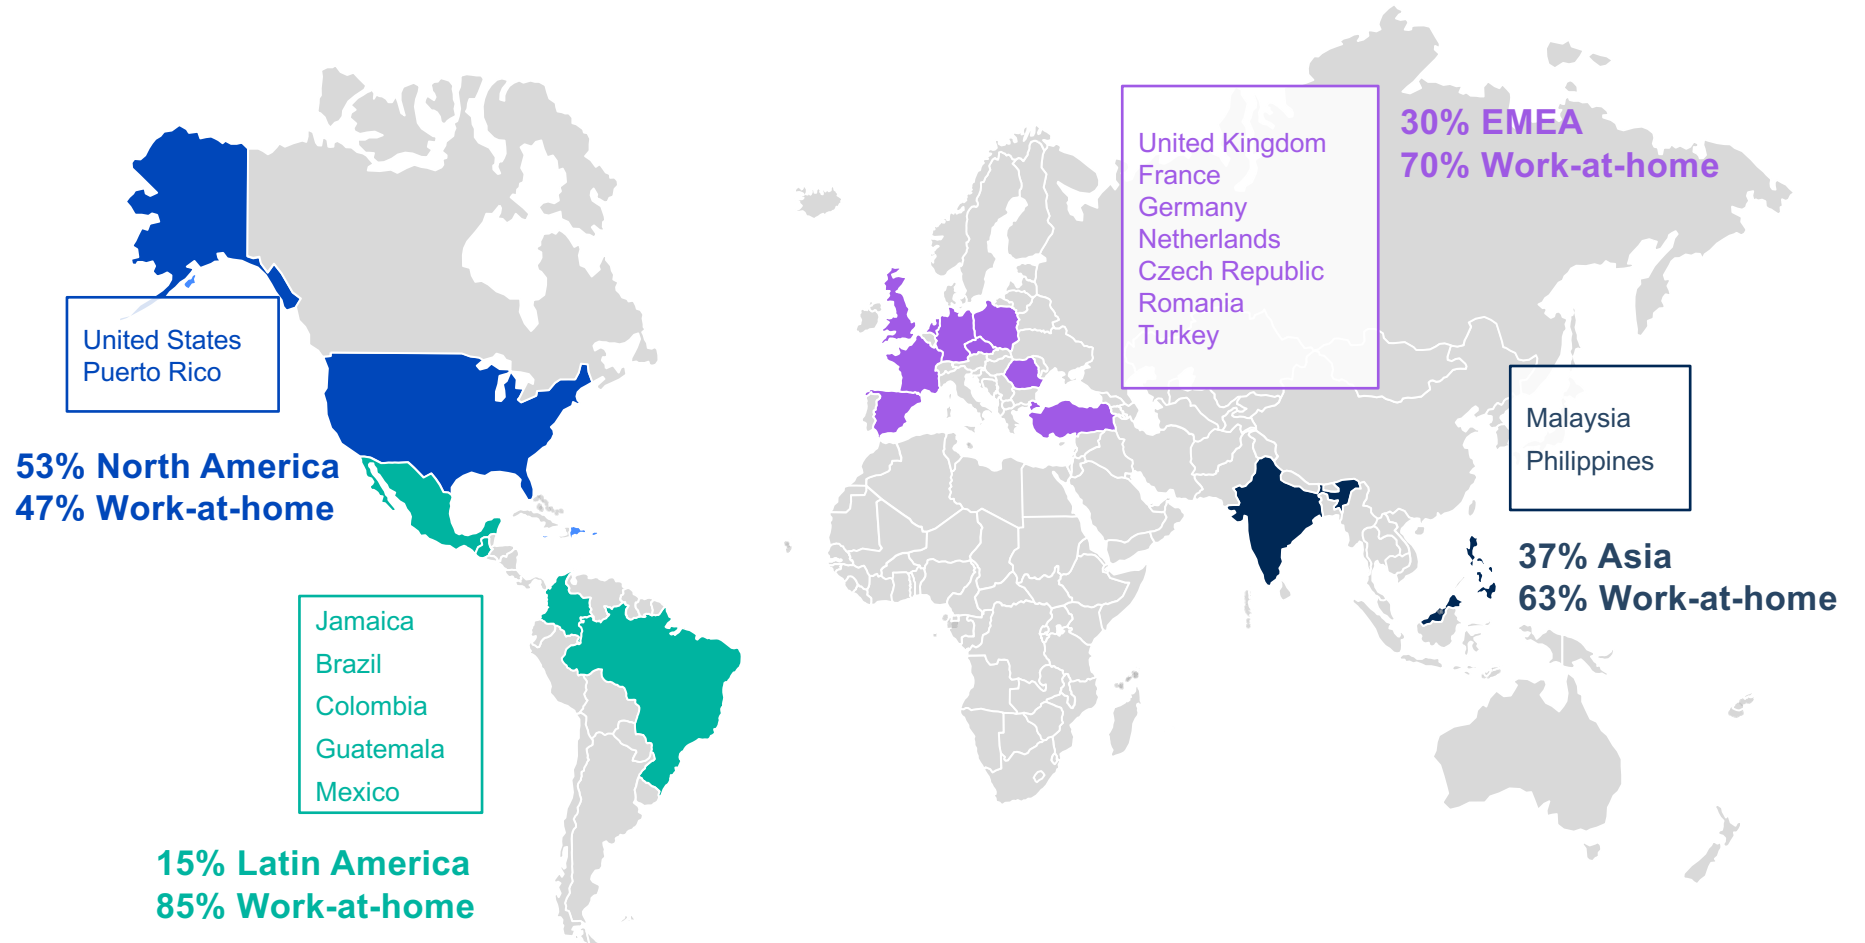 United States
Puerto Rico
53% North America
47% Work-at-home
Jamaica
Brazil
Colombia
Guatemala
Mexico
15% Latin America
85% Work-at-home
United Kingdom
France
Germany
Netherlands
Czech Republic
Romania
Turkey
30% EMEA
70% Work-at-home
Malaysia
Philippines
37% Asia
63% Work-at-home